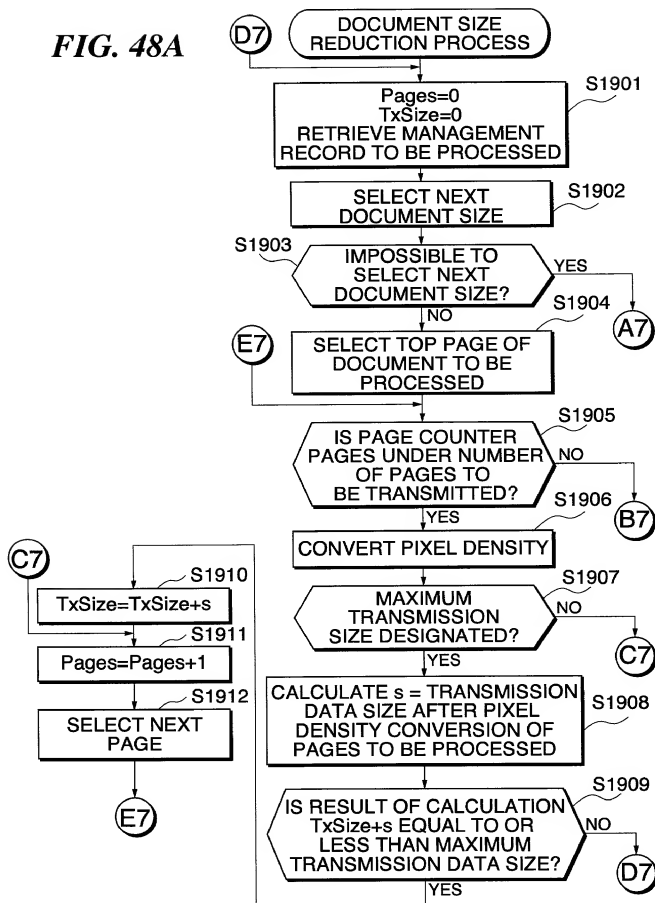 FIG. 48A
D7
DOCUMENT SIZE
REDUCTION PROCESS
S1901
Pages=0
TxSize=0
RETRIEVE MANAGEMENT
RECORD TO BE PROCESSED
S1902
SELECT NEXT
DOCUMENT SIZE
S1903
IMPOSSIBLE TO
SELECT NEXT
DOCUMENT SIZE?
YES
A7
NO
S1904
E7
SELECT TOP PAGE OF
DOCUMENT TO BE
PROCESSED
S1905
IS PAGE COUNTER
PAGES UNDER NUMBER
OF PAGES TO
BE TRANSMITTED?
NO
B7
YES
S1906
CONVERT PIXEL DENSITY
S1907
MAXIMUM
TRANSMISSION
SIZE DESIGNATED?
NO
C7
YES
CALCULATE s = TRANSMISSION
DATA SIZE AFTER PIXEL
DENSITY CONVERSION OF
PAGES TO BE PROCESSED
S1908
S1909
IS RESULT OF CALCULATION
TxSize+s EQUAL TO OR
LESS THAN MAXIMUM
TRANSMISSION DATA SIZE?
NO
D7
YES
C7
S1910
TxSize=TxSize+s
S1911
Pages=Pages+1
S1912
SELECT NEXT
PAGE
E7